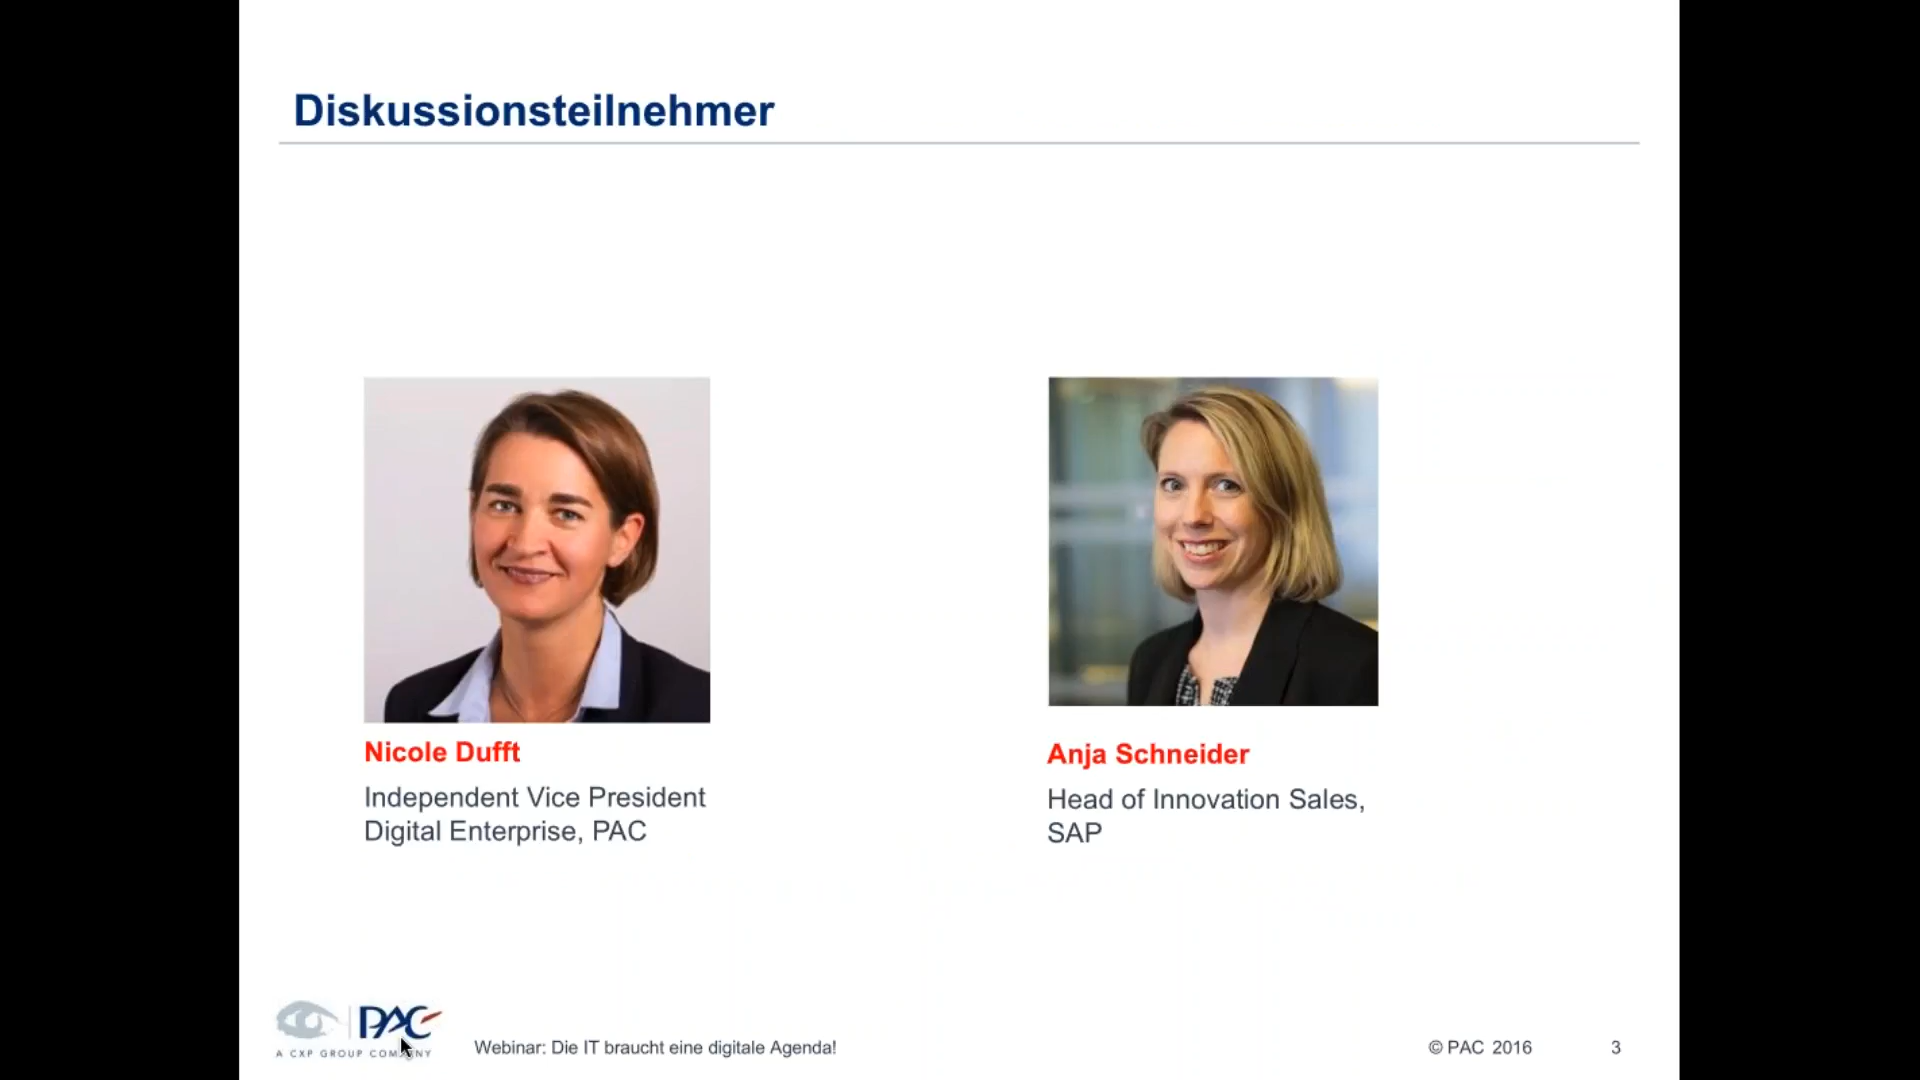 Diskussionsteilnehmer
Nicole Dufft
Independent Vice President
Digital Enterprise, PAC
Anja Schneider
Head of Innovation Sales,
SAP
PAC
A CXP GROUP COMPANY
Webinar: Die IT braucht eine digitale Agenda!
© PAC 2016
3